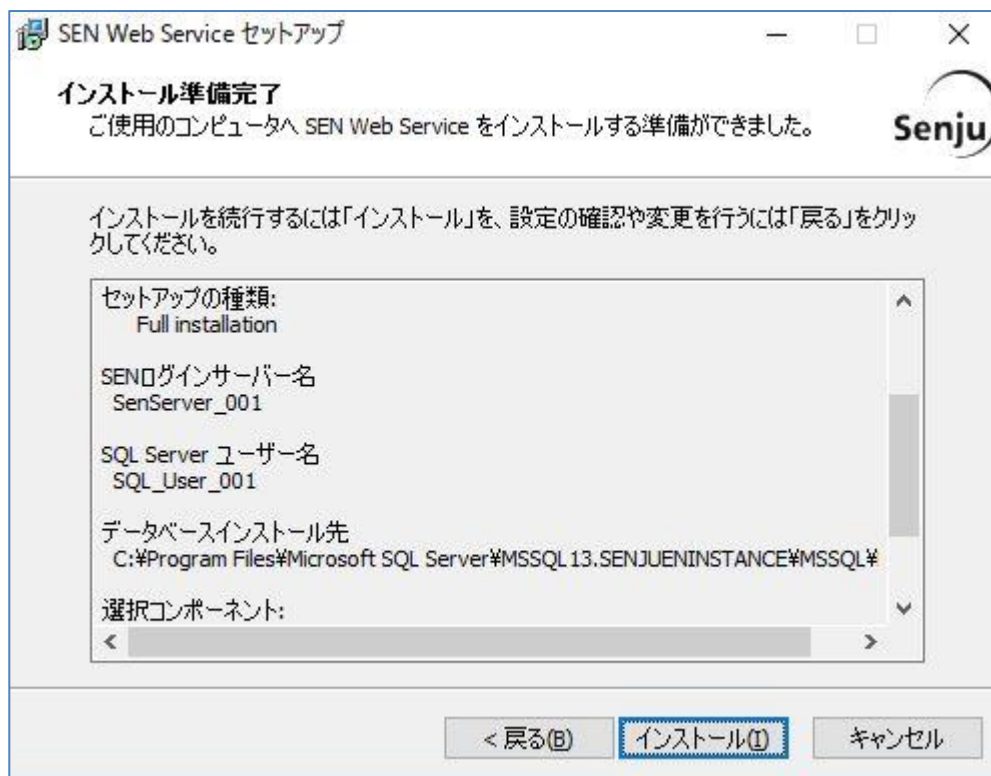 SEN Web Service セットアップ
インストール準備完了
ご使用のコンピュータへ SEN Web Service をインストールする準備ができました。
Senju
インストールを続行するには「インストール」を、設定の確認や変更を行うには「戻る」をクリッ
クしてください。
セットアップの種類:
Full installation
SENログインサーバー名
SenServer_001
SQL Server ユーザー名
SQL_User_001
データベースインストール先
C:¥Program Files¥Microsoft SQL Server¥MSSQL13.SENJUENINSTANCE¥MSSQL¥
選択コンポーネント:
< 戻る(B)
インストール(I)
キャンセル